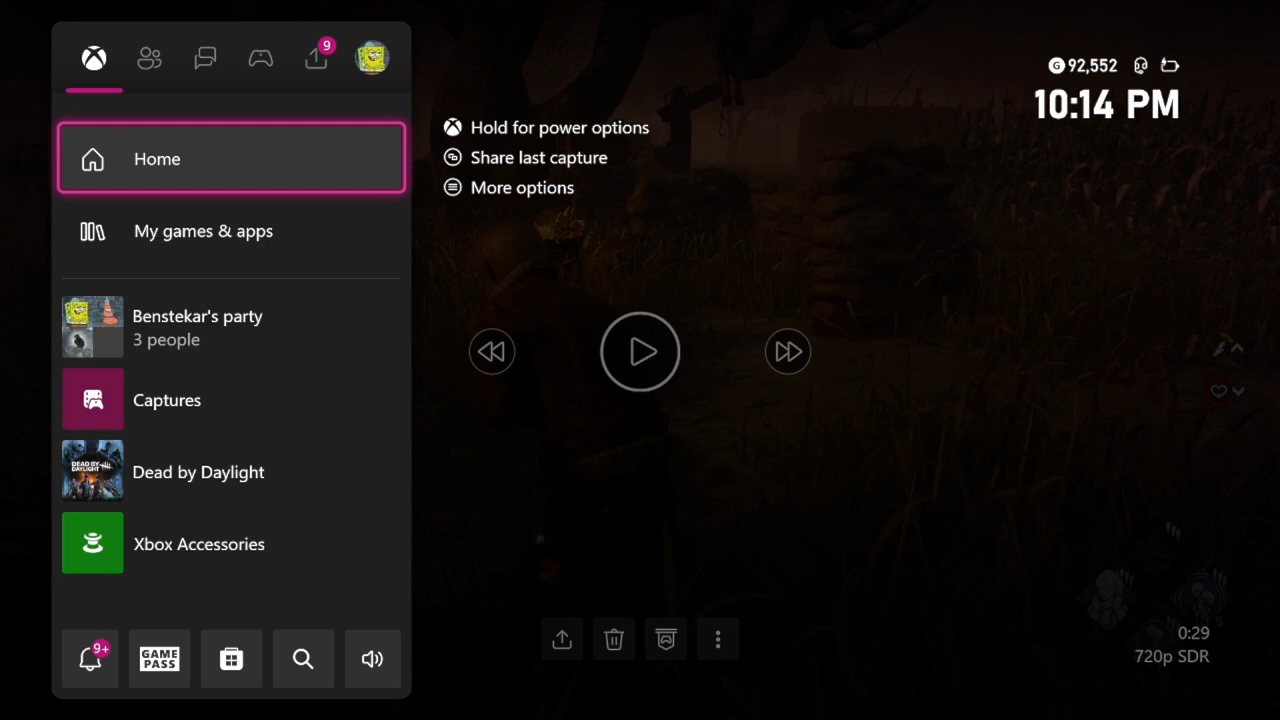 9
Home
My games & apps
Benstekar's party
3 people
Captures
DEAD BY DAYLIGHT
Dead by Daylight
Xbox Accessories
9+
GAME PASS
Hold for power options
Share last capture
More options
G 92,552
10:14 PM
0:29
720p SDR